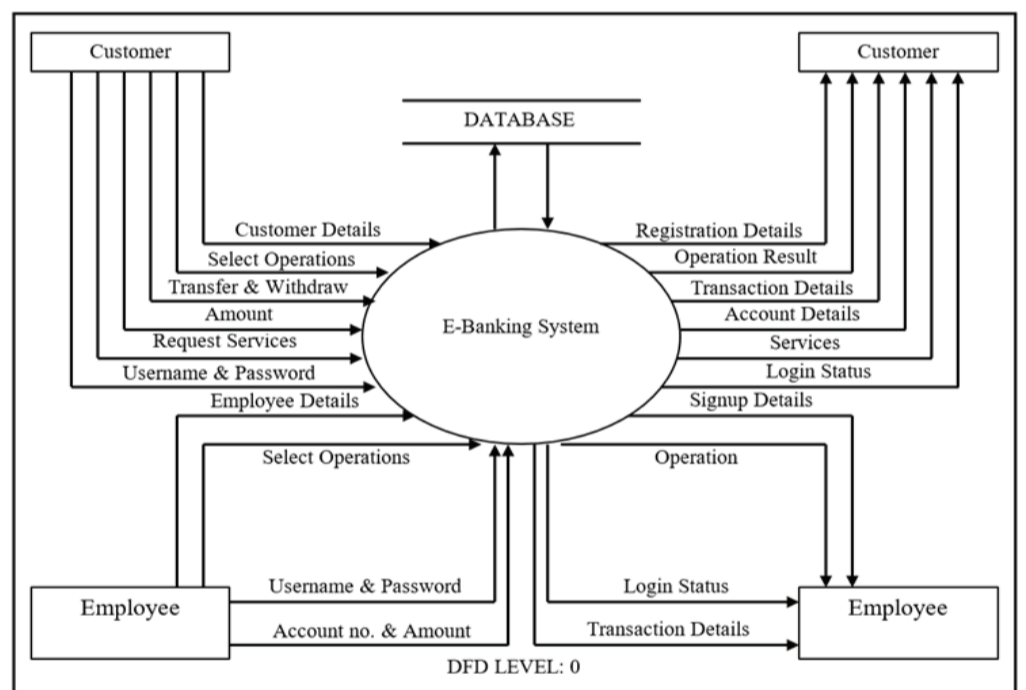 Customer
Customer
DATABASE
Customer Details
Registration Details
Select Operations
Operation Result
Transfer & Withdraw
Transaction Details
Amount
Account Details
E-Banking System
Request Services
Services
Username & Password
Login Status
Employee Details
Signup Details
Select Operations
Operation
Username & Password
Login Status
Employee
Employee
Account no. & Amount
Transaction Details
DFD LEVEL: 0